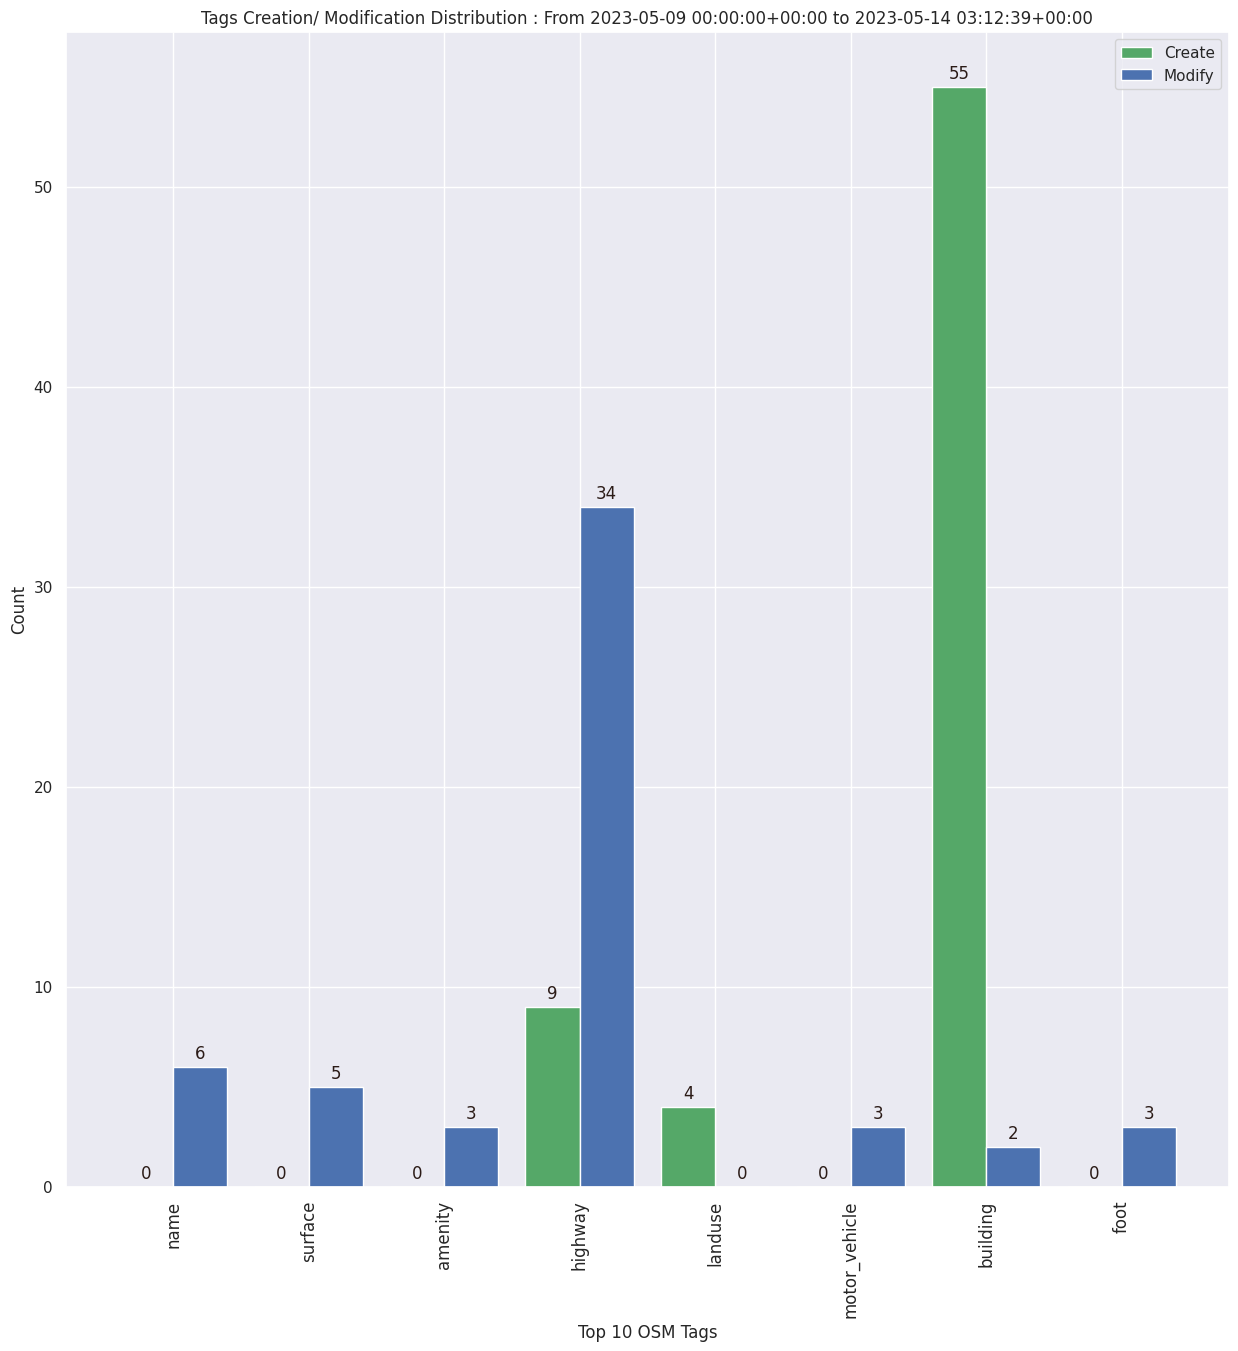 Tags Creation/ Modification Distribution : From 2023-05-09 00:00:00+00:00 to 2023-05-14 03:12:39+00:00
Create
Modify
Count
50
40
30
20
10
0
0
6
0
5
0
3
9
34
4
0
0
3
55
2
0
3
name
surface
amenity
highway
landuse
motor_vehicle
building
foot
Top 10 OSM Tags